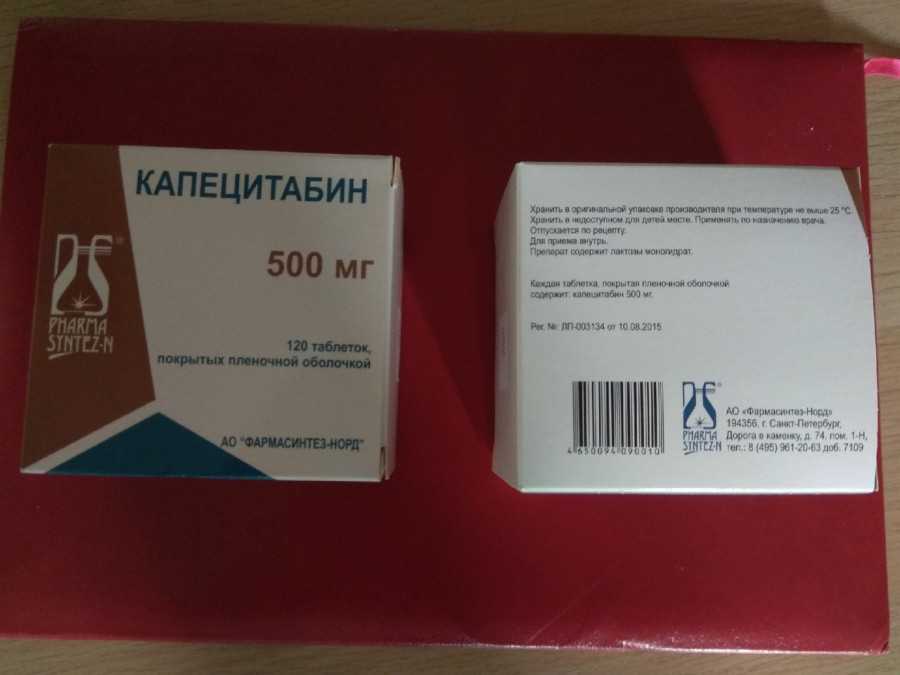 КАПЕЦИТАБИН
500 мг
PHARMA
SYNTEZ-N
120 таблеток,
покрытых пленочной оболочкой
АО "ФАРМАСИНТЕЗ-НОРД"
Хранить в оригинальной упаковке производителя при температуре не выше 25 °С.
Хранить в недоступном для детей месте. Применять по назначению врача.
Отпускается по рецепту.
Для приема внутрь.
Препарат содержит лактозы моногидрат.
Каждая таблетка, покрытая пленочной оболочкой
содержит: капецитабин 500 мг.
Рег. №: ЛП-003134 от 10.08.2015
4 650094 090010
PHARMA
SYNTEZ-N
АО «Фармасинтез-Норд»
194356, г. Санкт-Петербург,
Дорога в каменку, д. 74, пом. 1-Н,
тел.: 8 (495) 961-20-63 доб. 7109